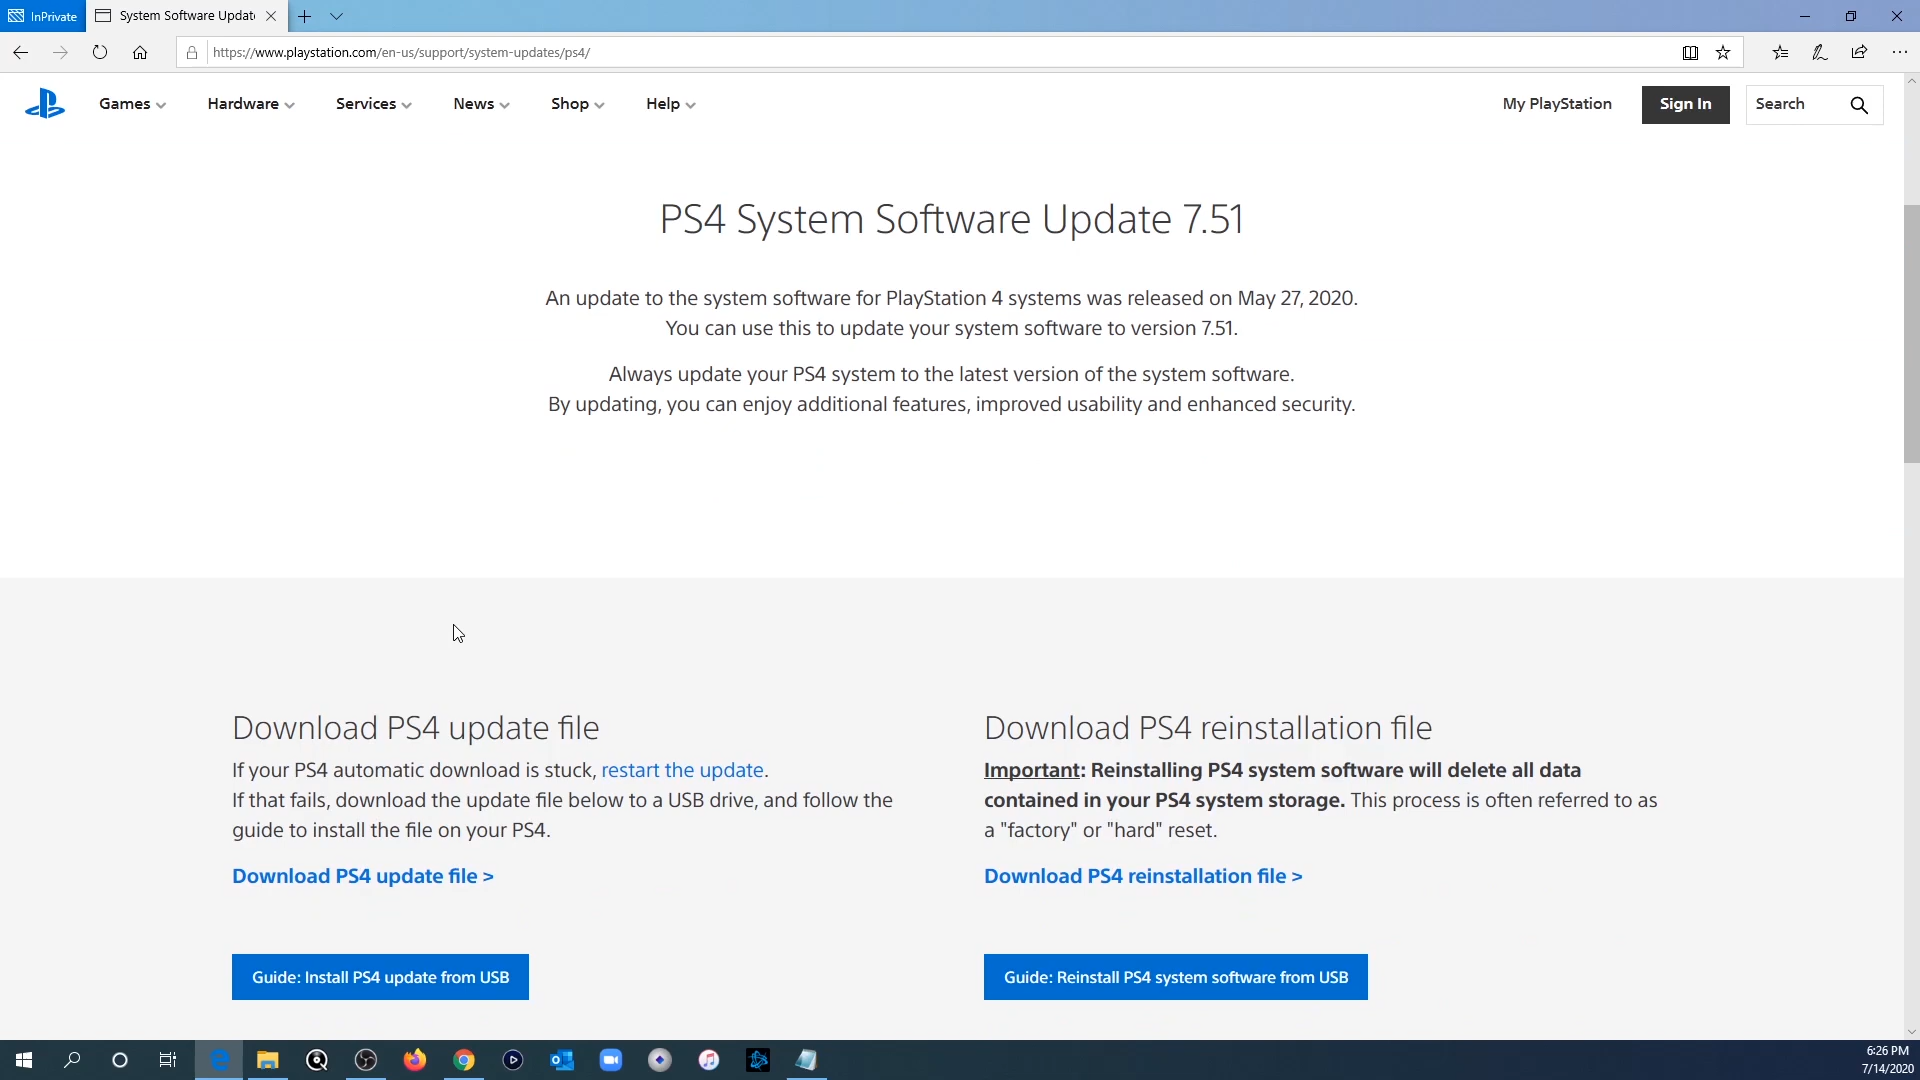 InPrivate
System Software Updat
https://www.playstation.com/en-us/support/system-updates/ps4/
Games
Hardware
Services
News
Shop
Help
My PlayStation
Sign In
Search
PS4 System Software Update 7.51
An update to the system software for PlayStation 4 systems was released on May 27, 2020.
You can use this to update your system software to version 7.51.
Always update your PS4 system to the latest version of the system software.
By updating, you can enjoy additional features, improved usability and enhanced security.
Download PS4 update file
If your PS4 automatic download is stuck, restart the update.
If that fails, download the update file below to a USB drive, and follow the
guide to install the file on your PS4.
Download PS4 update file >
Guide: Install PS4 update from USB
Download PS4 reinstallation file
Important: Reinstalling PS4 system software will delete all data
contained in your PS4 system storage. This process is often referred to as
a "factory" or "hard" reset.
Download PS4 reinstallation file >
Guide: Reinstall PS4 system software from USB
6:26 PM
7/14/2020